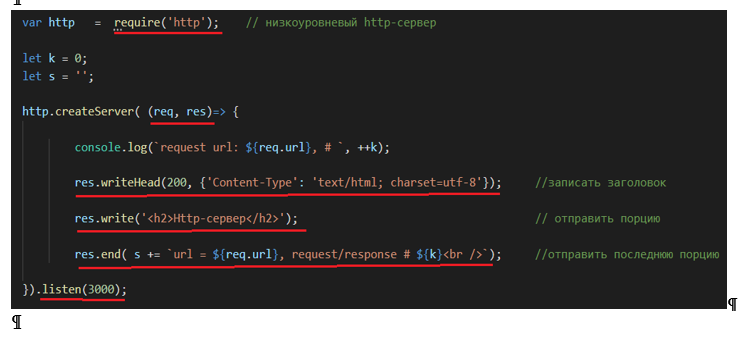 ¶
var http   =  require('http');    // низкоуровневый http-сервер
let k = 0;
let s = '';
http.createServer( (req, res)=> {
console.log(`request url: ${req.url}, # `, ++k);
res.writeHead(200, {'Content-Type': 'text/html; charset=utf-8'});     //записать заголовок
res.write('<h2>Http-сервер</h2>');     // отправить порцию
res.end( s += `url = ${req.url}, request/response # ${k}<br />`);     //отправить последнюю порцию
}).listen(3000);
¶
¶